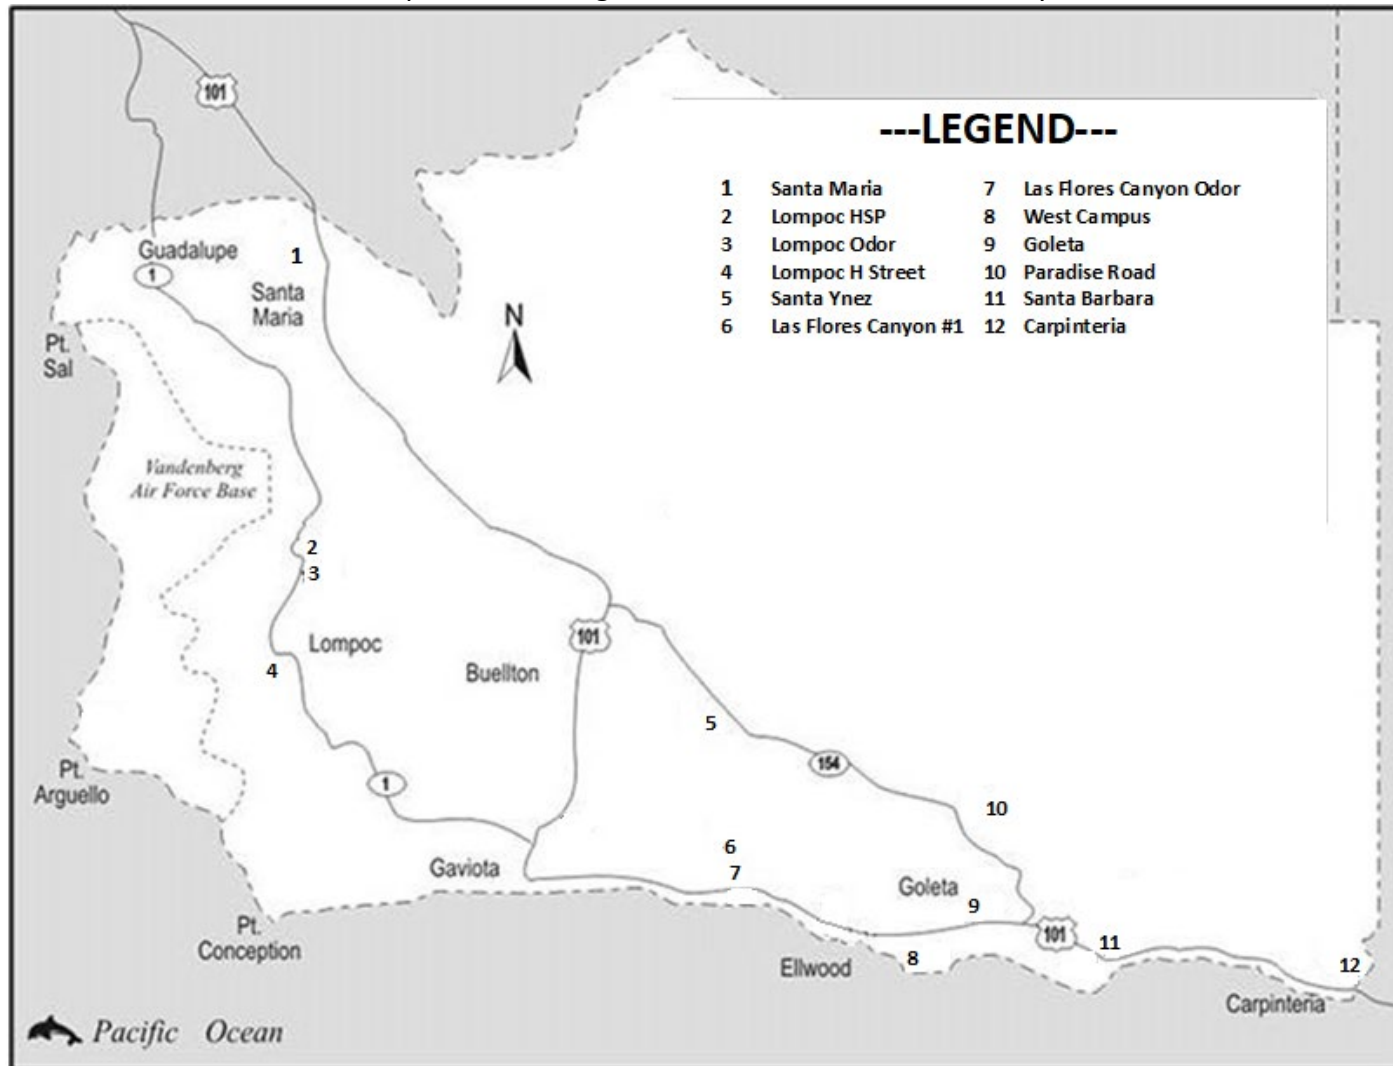 101
---LEGEND---
1 Santa Maria 7 Las Flores Canyon Odor
2 Lompoc HSP 8 West Campus
3 Lompoc Odor 9 Goleta
4 Lompoc H Street 10 Paradise Road
5 Santa Ynez 11 Santa Barbara
6 Las Flores Canyon #1 12 Carpinteria
Guadalupe
1
1
Santa
Maria
N
Pt.
Sal
Vandenberg
Air Force Base
2
3
101
Lompoc
4
Buellton
5
154
Pt.
Arguello
1
10
6
7
Gaviota
Goleta
9
Pt.
Conception
101
11
8
Ellwood
12
Carpinteria
Pacific Ocean